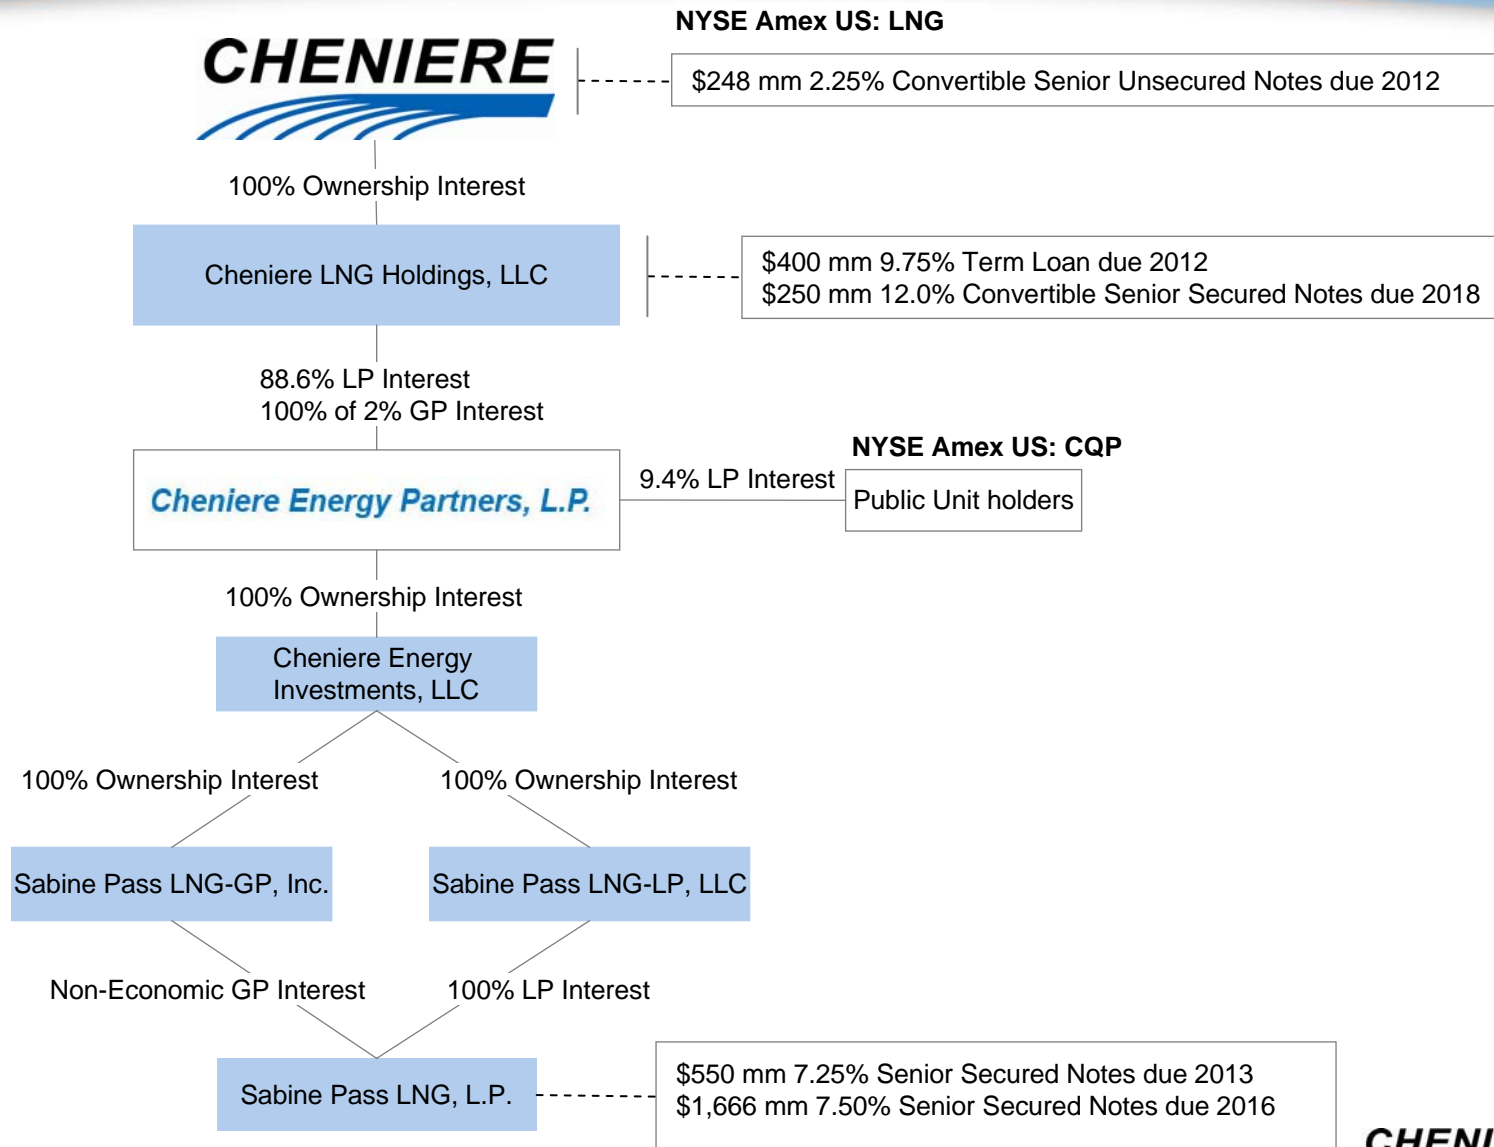 NYSE Amex US: LNG
CHENIERE
$248 mm 2.25% Convertible Senior Unsecured Notes due 2012
100% Ownership Interest
Cheniere LNG Holdings, LLC
$400 mm 9.75% Term Loan due 2012
$250 mm 12.0% Convertible Senior Secured Notes due 2018
88.6% LP Interest
100% of 2% GP Interest
NYSE Amex US: CQP
Cheniere Energy Partners, L.P.
9.4% LP Interest
Public Unit holders
100% Ownership Interest
Cheniere Energy
Investments, LLC
100% Ownership Interest
100% Ownership Interest
Sabine Pass LNG-GP, Inc.
Sabine Pass LNG-LP, LLC
Non-Economic GP Interest
100% LP Interest
Sabine Pass LNG, L.P.
$550 mm 7.25% Senior Secured Notes due 2013
$1,666 mm 7.50% Senior Secured Notes due 2016